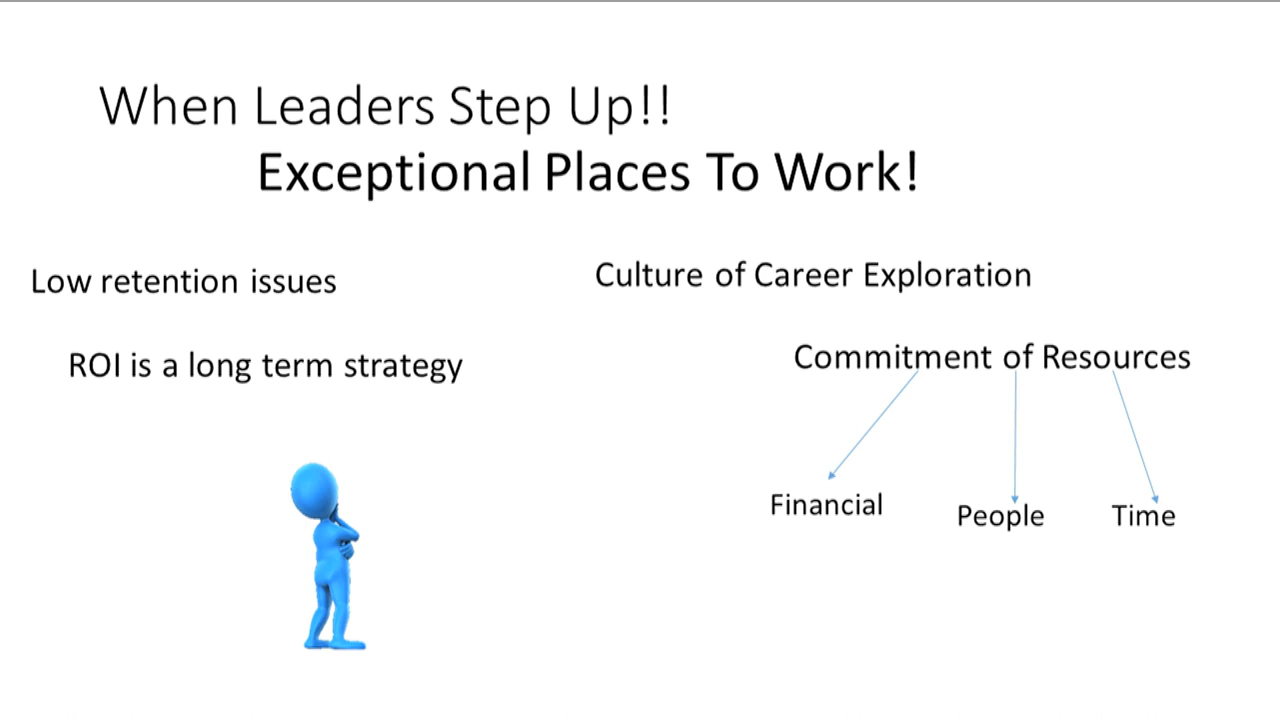 When Leaders Step Up!!
Exceptional Places To Work!
Low retention issues
ROI is a long term strategy
Culture of Career Exploration
Commitment of Resources
Financial
People
Time